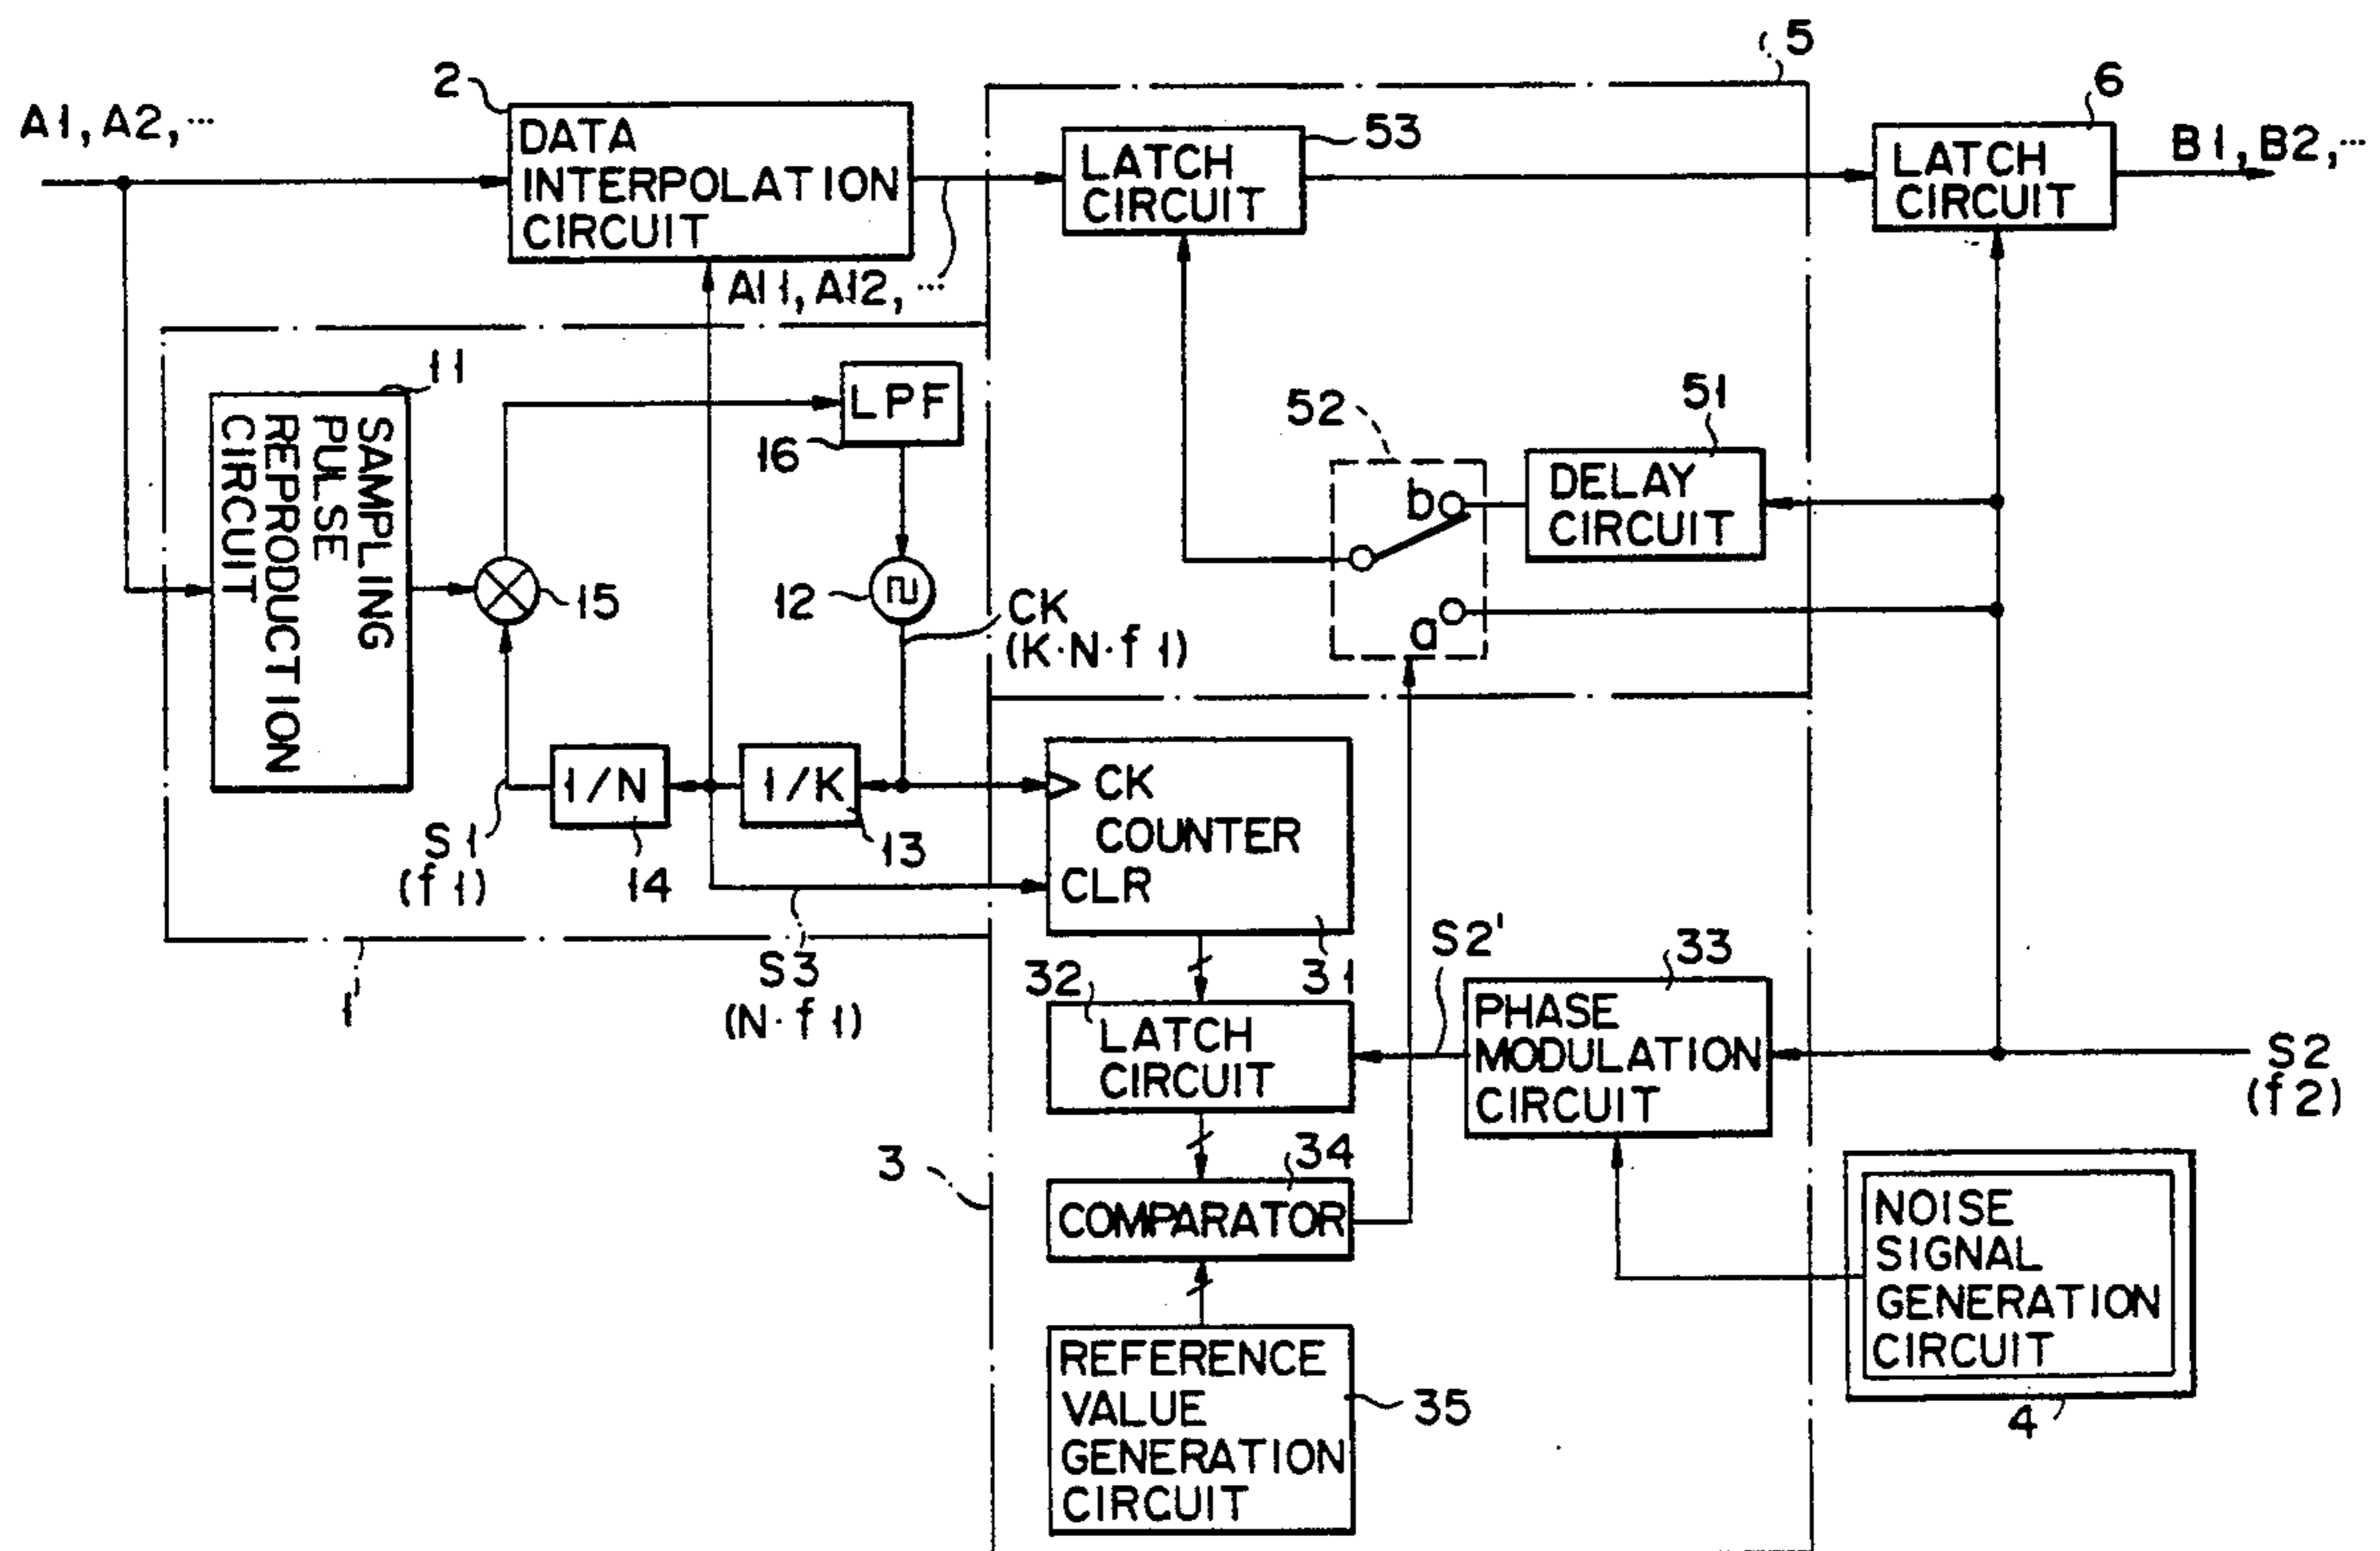 5
2
6
A1, A2, ···
DATA
INTERPOLATION
CIRCUIT
LATCH
CIRCUIT
53
LATCH
CIRCUIT
B1, B2, ···
A11, A12, ···
11
SAMPLING
PULSE
REPRODUCTION
CIRCUIT
LPF
16
52
51
b
DELAY
CIRCUIT
15
12
CK
(K·N·f1)
a
1/N
1/K
CK
COUNTER
CLR
S1
(f1)
14
13
31
S3
(N·f1)
1
32
LATCH
CIRCUIT
S2'
33
PHASE
MODULATION
CIRCUIT
S2
(f2)
3
34
COMPARATOR
NOISE
SIGNAL
GENERATION
CIRCUIT
4
REFERENCE
VALUE
GENERATION
CIRCUIT
35